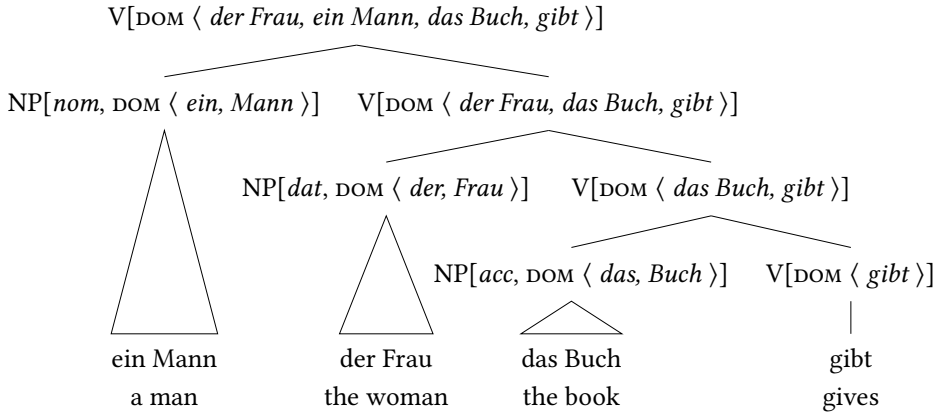 V[DOM ⟨ der Frau, ein Mann, das Buch, gibt ⟩]
NP[nom, DOM ⟨ ein, Mann ⟩] V[DOM ⟨ der Frau, das Buch, gibt ⟩]
NP[dat, DOM ⟨ der, Frau ⟩] V[DOM ⟨ das Buch, gibt ⟩]
NP[acc, DOM ⟨ das, Buch ⟩] V[DOM ⟨ gibt ⟩]
ein Mann der Frau das Buch gibt
a man the woman the book gives